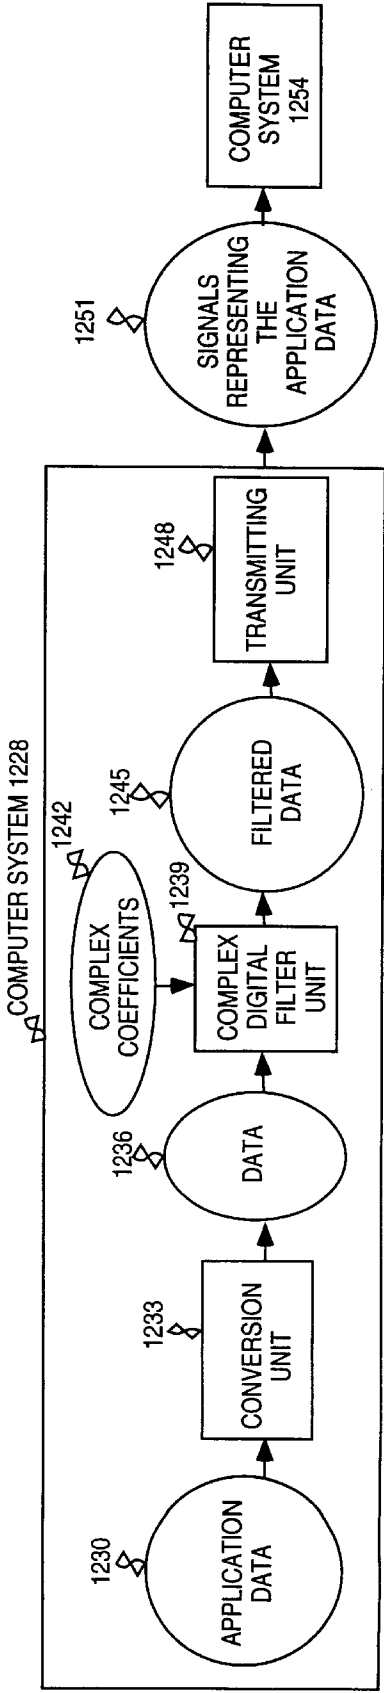 COMPUTER SYSTEM 1228
1230
APPLICATION
DATA
1233
CONVERSION
UNIT
1236
DATA
1242
COMPLEX
COEFFICIENTS
1239
COMPLEX
DIGITAL
FILTER
UNIT
1245
FILTERED
DATA
1248
TRANSMITTING
UNIT
1251
SIGNALS
REPRESENTING
THE
APPLICATION
DATA
COMPUTER
SYSTEM
1254